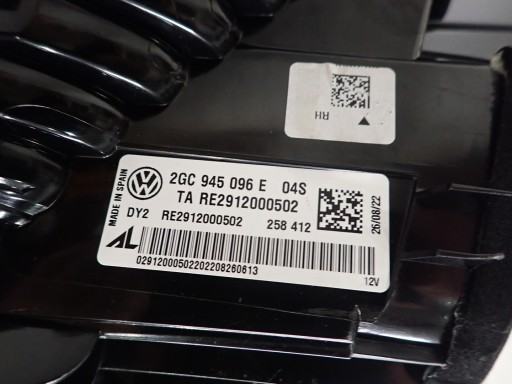 RH
MADE IN SPAIN
2GC 945 096 E 04S
TA RE2912000502
DY2 RE2912000502 258 412
26/08/22
AL
02912000502202208260613
12V